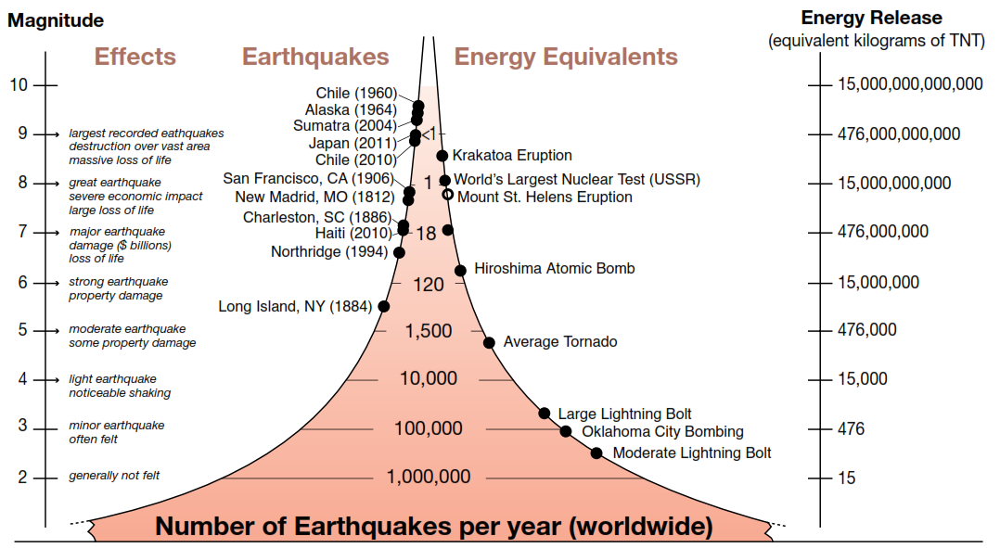 Magnitude
Energy Release
(equivalent kilograms of TNT)
Effects
Earthquakes
Energy Equivalents
10
9
8
7
6
5
4
3
2
largest recorded eathquakes
destruction over vast area
massive loss of life
great earthquake
severe economic impact
large loss of life
major earthquake
damage ($ billions)
loss of life
strong earthquake
property damage
moderate earthquake
some property damage
light earthquake
noticeable shaking
minor earthquake
often felt
generally not felt
Chile (1960)
Alaska (1964)
Sumatra (2004)
Japan (2011)
Chile (2010)
San Francisco, CA (1906)
New Madrid, MO (1812)
Charleston, SC (1886)
Haiti (2010)
Northridge (1994)
Long Island, NY (1884)
<1
1
18
120
1,500
10,000
100,000
1,000,000
Krakatoa Eruption
World's Largest Nuclear Test (USSR)
Mount St. Helens Eruption
Hiroshima Atomic Bomb
Average Tornado
Large Lightning Bolt
Oklahoma City Bombing
Moderate Lightning Bolt
15,000,000,000,000
476,000,000,000
15,000,000,000
476,000,000
15,000,000
476,000
15,000
476
15
Number of Earthquakes per year (worldwide)